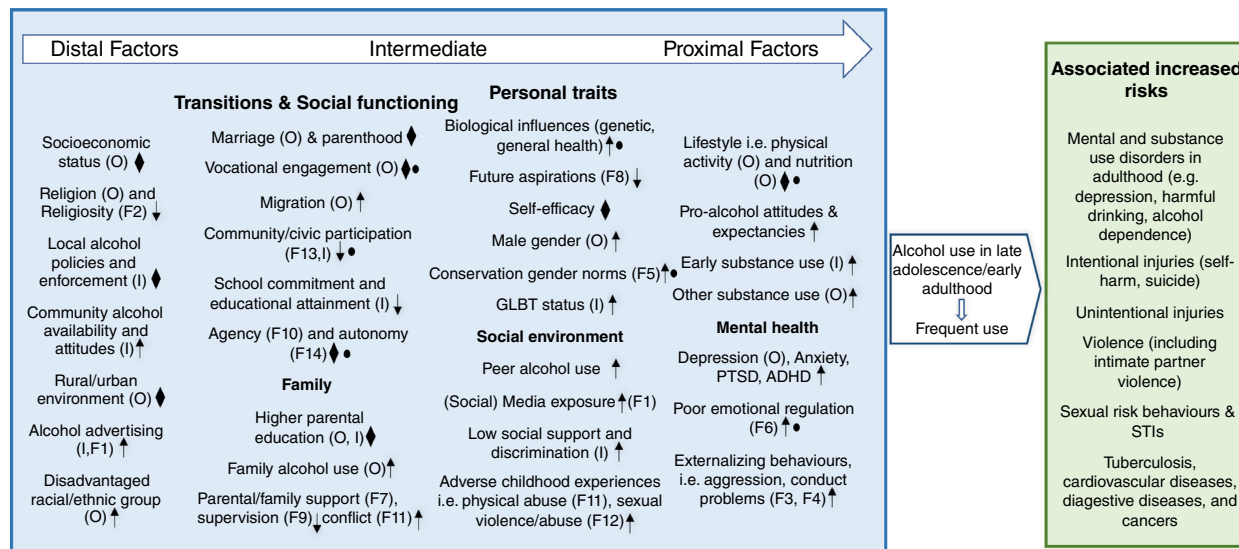 Distal Factors
Intermediate
Proximal Factors
Socioeconomic
status (O) ♦
Religion (O) and
Religiosity (F2) ↓
Local alcohol
policies and
enforcement (I) ♦
Community alcohol
availability and
attitudes (I) ↑
Rural/urban
environment (O) ♦
Alcohol advertising
(I,F1) ↑
Disadvantaged
racial/ethnic group
(O) ↑
Transitions & Social functioning
Marriage (O) & parenthood ♦
Vocational engagement (O) ♦•
Migration (O) ↑
Community/civic participation
(F13,I) ↓•
School commitment and
educational attainment (I) ↓
Agency (F10) and autonomy
(F14) ♦•
Family
Higher parental
education (O, I) ♦
Family alcohol use (O) ↑
Parental/family support (F7),
supervision (F9) ↓ conflict (F11) ↑
Personal traits
Biological influences (genetic,
general health) ↑•
Future aspirations (F8) ↓
Self-efficacy ♦
Male gender (O) ↑
Conservation gender norms (F5) ↑•
GLBT status (I) ↑
Social environment
Peer alcohol use ↑
(Social) Media exposure ↑ (F1)
Low social support and
discrimination (I) ↑
Adverse childhood experiences
i.e. physical abuse (F11), sexual
violence/abuse (F12) ↑
Lifestyle i.e. physical
activity (O) and nutrition
(O) ♦•
Pro-alcohol attitudes &
expectancies ↑
Early substance use (I) ↑
Other substance use (O) ↑
Mental health
Depression (O), Anxiety,
PTSD, ADHD ↑
Poor emotional regulation
(F6) ↑•
Externalizing behaviours,
i.e. aggression, conduct
problems (F3, F4) ↑
Alcohol use in late
adolescence/early
adulthood
Frequent use
Associated increased
risks
Mental and substance
use disorders in
adulthood (e.g.
depression, harmful
drinking, alcohol
dependence)
Intentional injuries (self-
harm, suicide)
Unintentional injuries
Violence (including
intimate partner
violence)
Sexual risk behaviours &
STIs
Tuberculosis,
cardiovascular diseases,
diagestive diseases, and
cancers